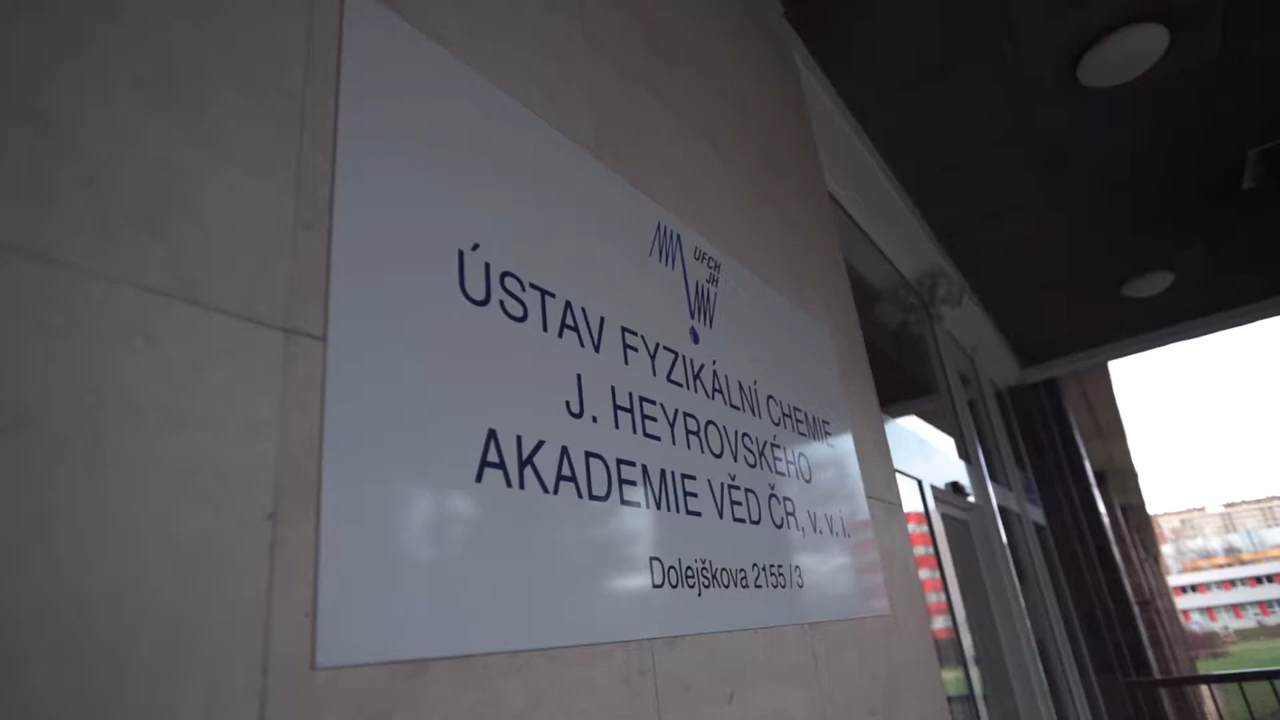 ÚFCH
JH
ÚSTAV FYZIKÁLNÍ CHEMIE
J. HEYROVSKÉHO
AKADEMIE VĚD ČR, v. v. i.
Dolejškova 2155/3